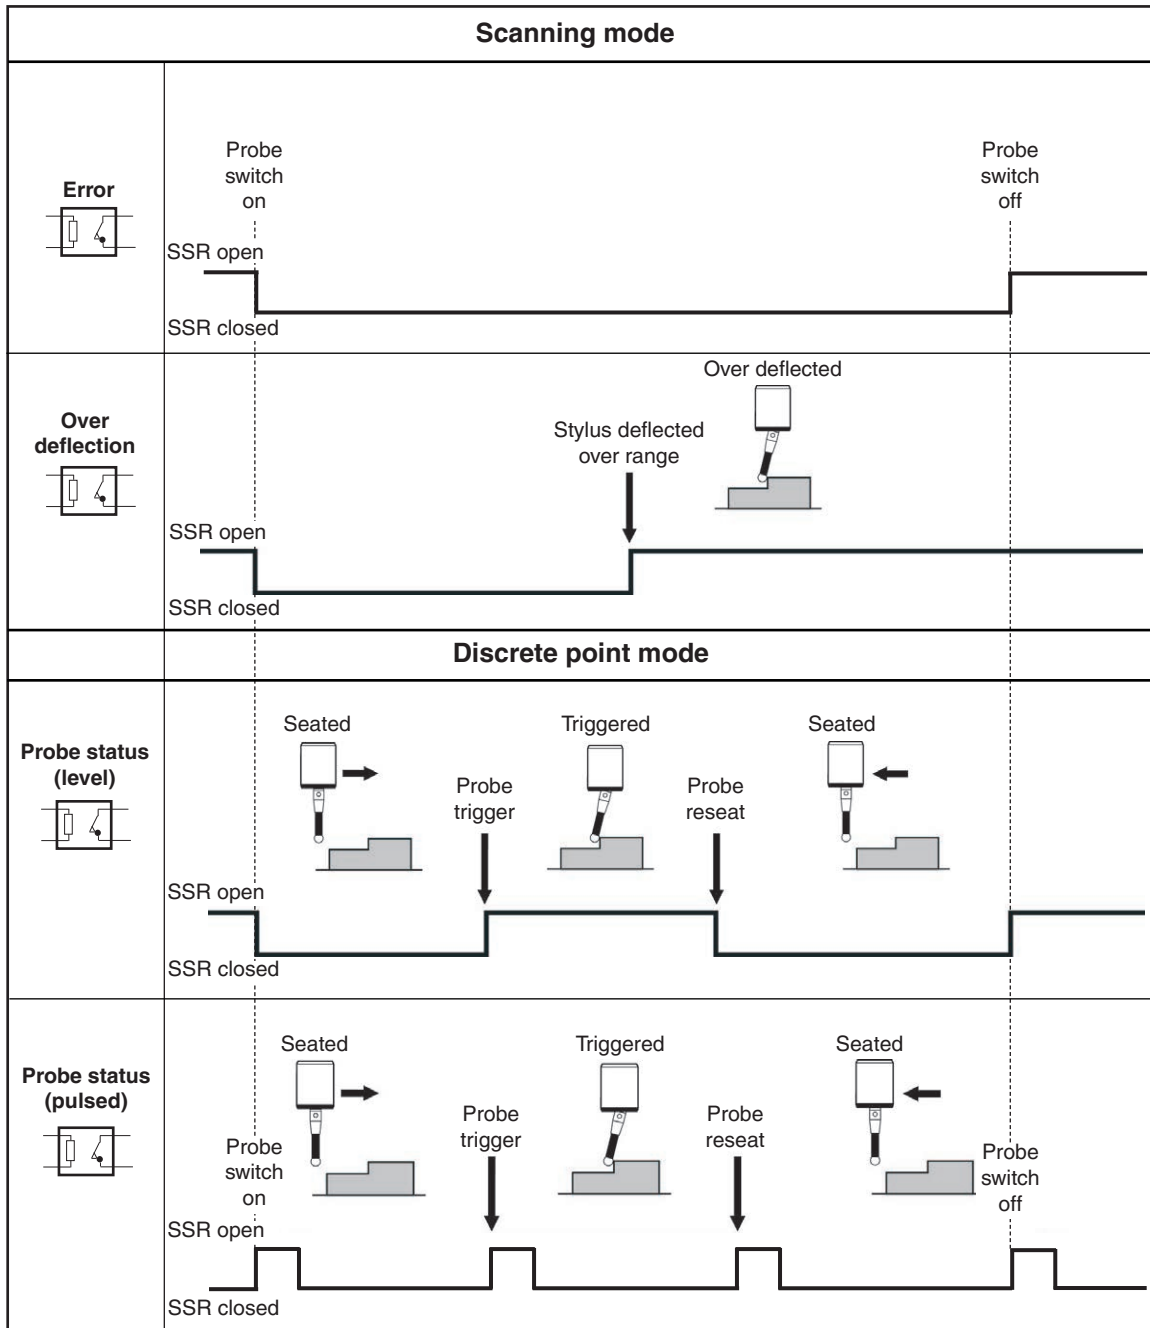 Scanning mode
Error
Probe
switch
on
Probe
switch
off
SSR open
SSR closed
Over
deflection
Over deflected
Stylus deflected
over range
SSR open
SSR closed
Discrete point mode
Probe status
(level)
Seated
Triggered
Seated
Probe
trigger
Probe
reseat
SSR open
SSR closed
Probe status
(pulsed)
Seated
Triggered
Seated
Probe
trigger
Probe
reseat
Probe
switch
on
Probe
switch
off
SSR open
SSR closed